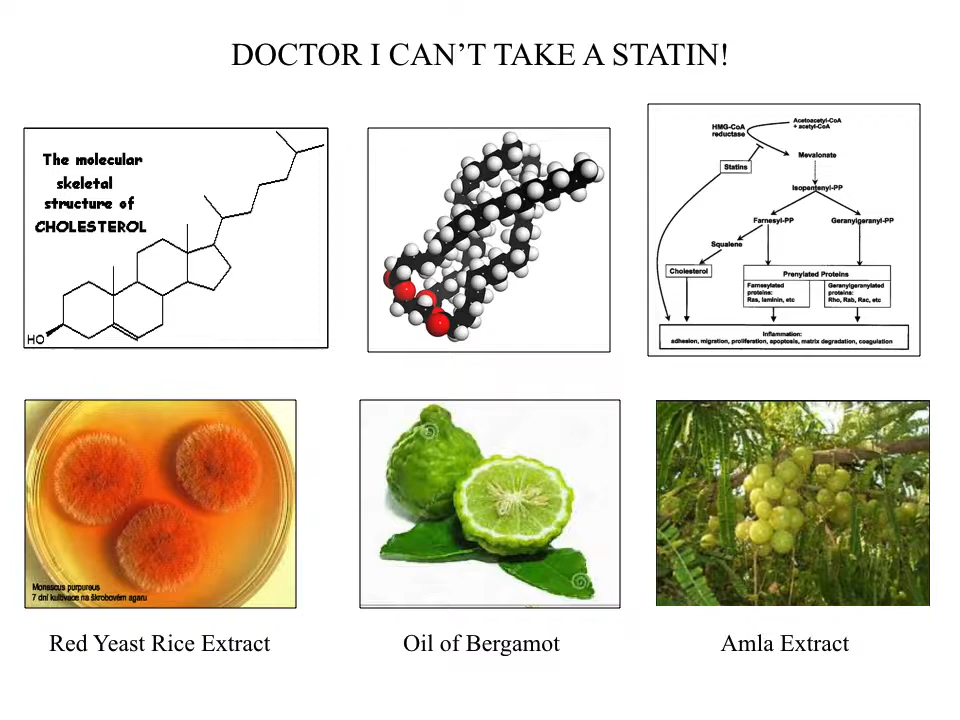 DOCTOR I CAN’T TAKE A STATIN!
The molecular
skeletal
structure of
CHOLESTEROL
HO
HMG-CoA
reductase
Acetoacetyl-CoA
+ acetyl-CoA
Statins
Mevalonate
Isopentenyl-PP
Farnesyl-PP
Geranylgeranyl-PP
Squalene
Cholesterol
Prenylated Proteins
Farnesylated
proteins:
Ras, laminin, etc
Geranylgeranylated
proteins:
Rho, Rab, Rac, etc
Inflammation:
adhesion, migration, proliferation, apoptosis, matrix degradation, coagulation
Monascus purpureus
7 dní kultivace na škrobovém agaru
Red Yeast Rice Extract
Oil of Bergamot
Amla Extract